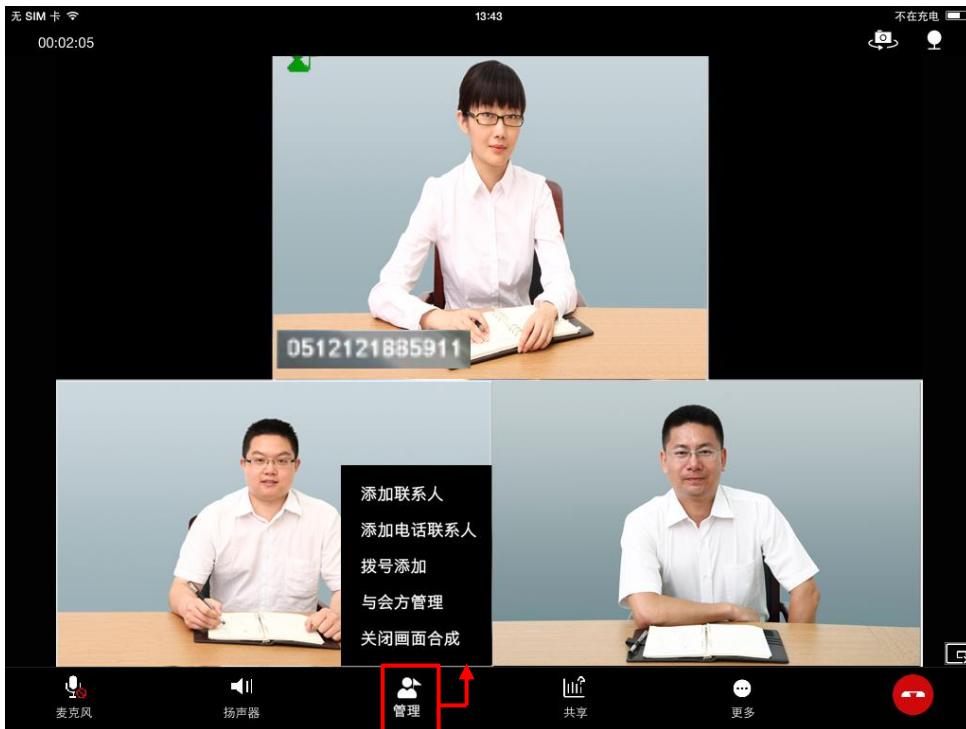 无 SIM 卡
13:43
不在充电
00:02:05
0512121885911
添加联系人
添加电话联系人
拨号添加
与会方管理
关闭画面合成
麦克风
扬声器
管理
共享
更多